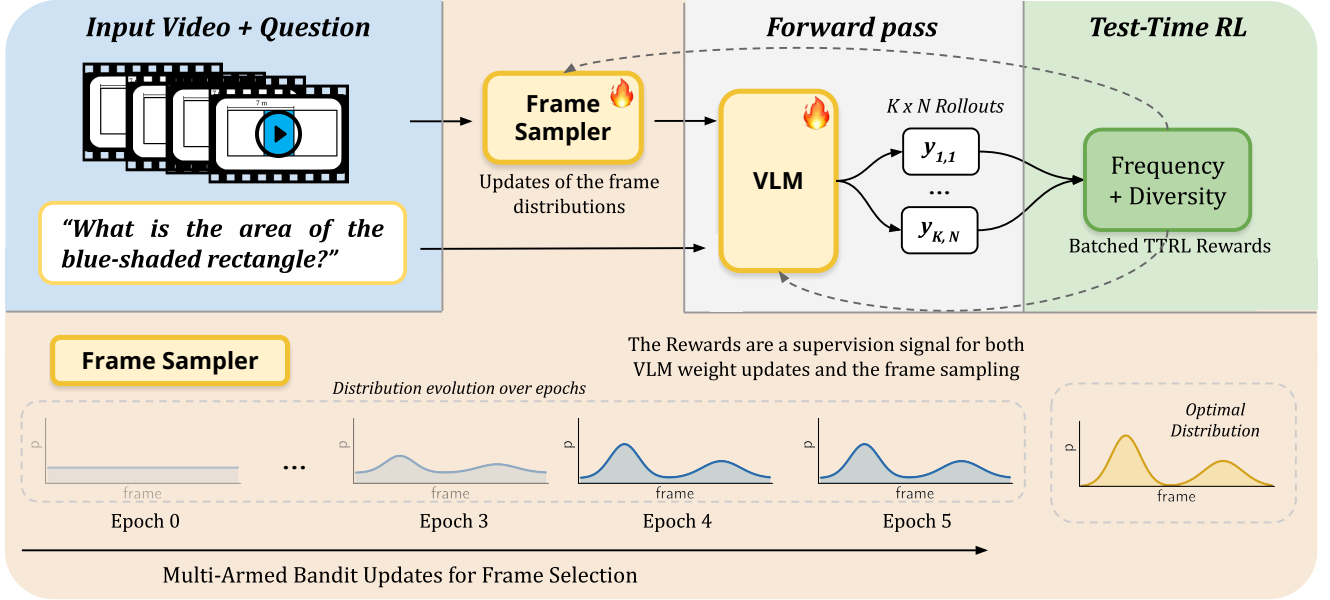 Input Video + Question
Forward pass
Test-Time RL
7 m
Frame
Sampler
Updates of the frame
distributions
VLM
K x N Rollouts
y1,1
...
yK, N
Frequency
+ Diversity
Batched TTRL Rewards
“What is the area of the
blue-shaded rectangle?”
Frame Sampler
The Rewards are a supervision signal for both
VLM weight updates and the frame sampling
Distribution evolution over epochs
p
frame
Epoch 0
...
p
frame
Epoch 3
p
frame
Epoch 4
p
frame
Epoch 5
Optimal
Distribution
p
frame
Multi-Armed Bandit Updates for Frame Selection